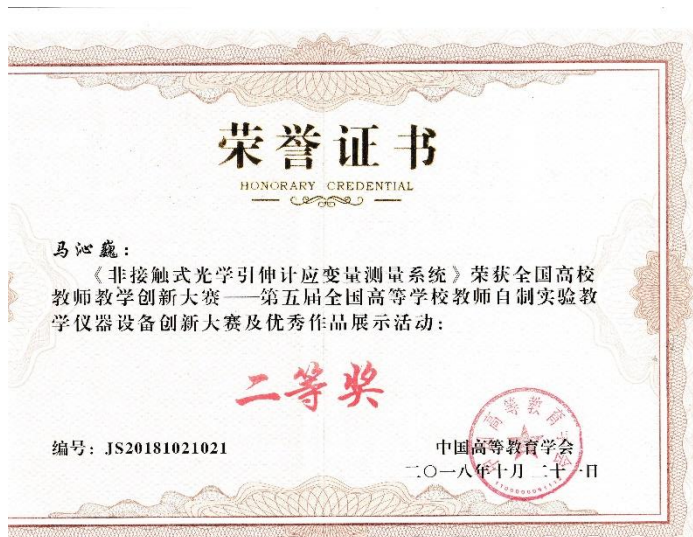 荣誉证书
HONORARY CREDENTIAL
马沁巍：
《非接触式光学引伸计应变量测量系统》荣获全国高校
教师教学创新大赛——第五届全国高等学校教师自制实验教
学仪器设备创新大赛及优秀作品展示活动：
二等奖
编号：JS20181021021
中国高等教育学会
二〇一八年十月二十一日